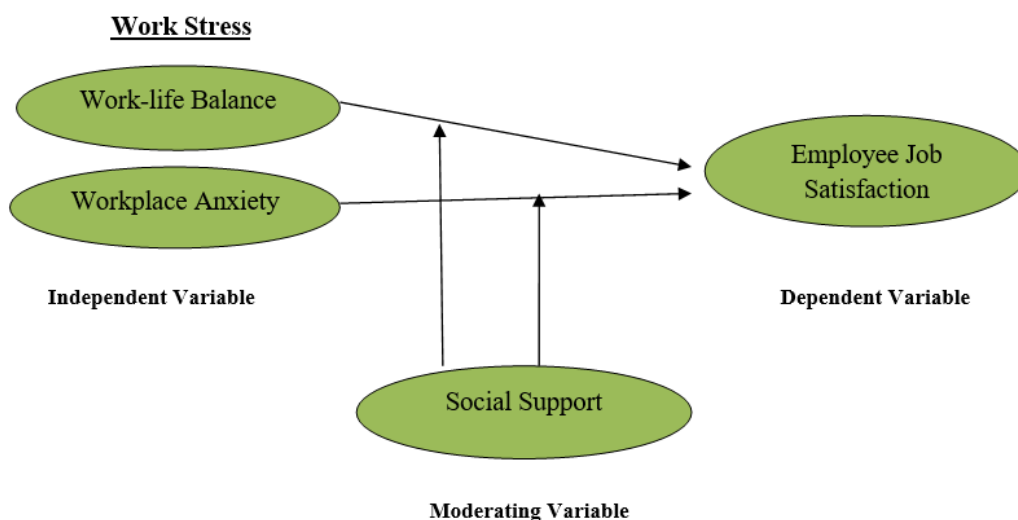 Work Stress
Work-life Balance
Workplace Anxiety
Employee Job
Satisfaction
Independent Variable
Dependent Variable
Social Support
Moderating Variable